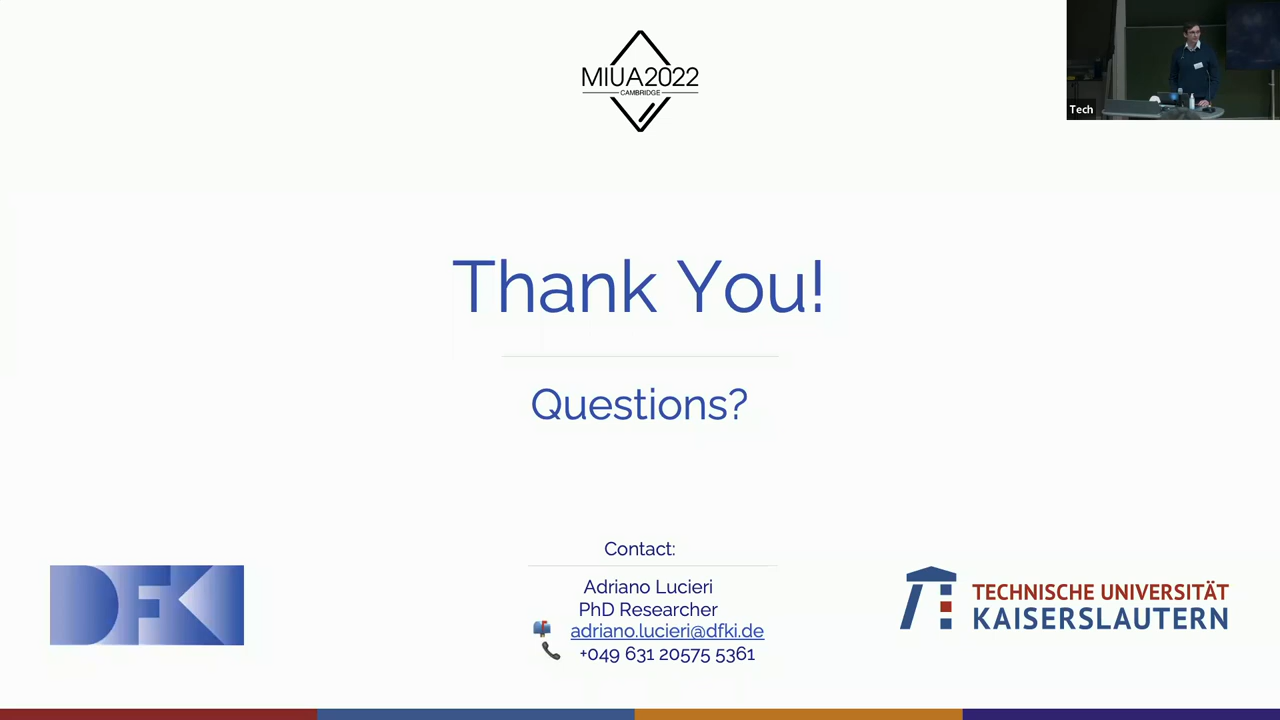 MIUA2022
CAMBRIDGE
Tech
Thank You!
Questions?
Contact:
Adriano Lucieri
PhD Researcher
adriano.lucieri@dfki.de
+049 631 20575 5361
DFKI
TECHNISCHE UNIVERSITÄT
KAISERSLAUTERN